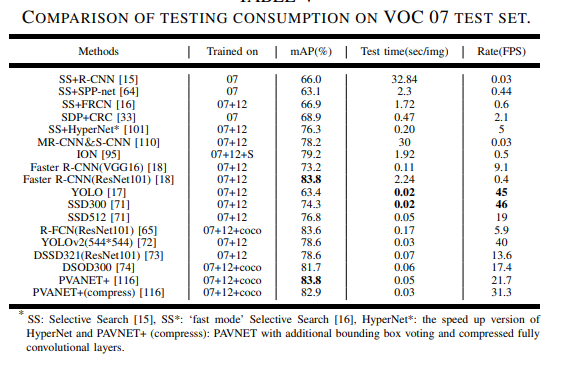 COMPARISON OF TESTING CONSUMPTION ON VOC 07 TEST SET.
Methods | Trained on | mAP(%) | Test time(sec/img) | Rate(FPS)
SS+R-CNN [15] 07 66.0 32.84 0.03
SS+SPP-net [64] 07 63.1 2.3 0.44
SS+FRCN [16] 07+12 66.9 1.72 0.6
SDP+CRC [33] 07 68.9 0.47 2.1
SS+HyperNet* [101] 07+12 76.3 0.20 5
MR-CNN&S-CNN [110] 07+12 78.2 30 0.03
ION [95] 07+12+S 79.2 1.92 0.5
Faster R-CNN(VGG16) [18] 07+12 73.2 0.11 9.1
Faster R-CNN(ResNet101) [18] 07+12 83.8 2.24 0.4
YOLO [17] 07+12 63.4 0.02 45
SSD300 [71] 07+12 74.3 0.02 46
SSD512 [71] 07+12 76.8 0.05 19
R-FCN(ResNet101) [65] 07+12+coco 83.6 0.17 5.9
YOLOv2(544*544) [72] 07+12 78.6 0.03 40
DSSD321(ResNet101) [73] 07+12 78.6 0.07 13.6
DSOD300 [74] 07+12+coco 81.7 0.06 17.4
PVANET+ [116] 07+12+coco 83.8 0.05 21.7
PVANET+(compress) [116] 07+12+coco 82.9 0.03 31.3
* SS: Selective Search [15], SS*: ‘fast mode’ Selective Search [16], HyperNet*: the speed up version of
HyperNet and PAVNET+ (compresss): PAVNET with additional bounding box voting and compressed fully
convolutional layers.